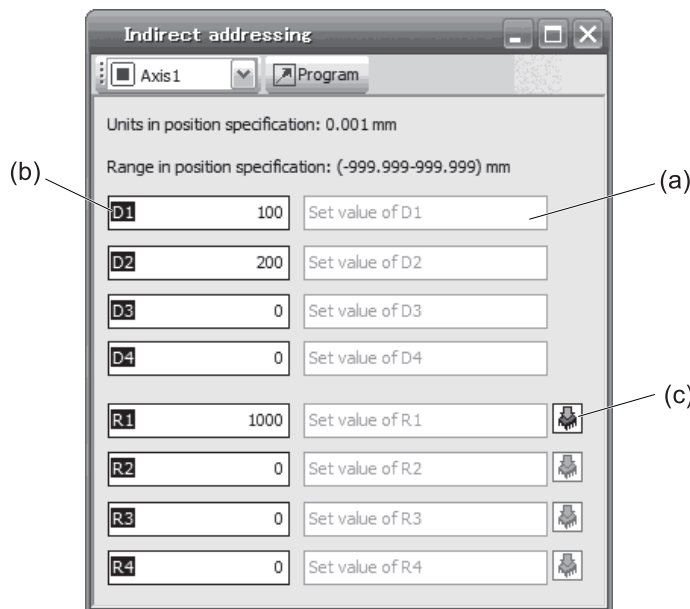 Indirect addressing
Axis1 Program
Units in position specification: 0.001 mm
Range in position specification: (-999.999-999.999) mm
(b)
(a)
D1 100 Set value of D1
D2 200 Set value of D2
D3 0 Set value of D3
D4 0 Set value of D4
(c)
R1 1000 Set value of R1
R2 0 Set value of R2
R3 0 Set value of R3
R4 0 Set value of R4